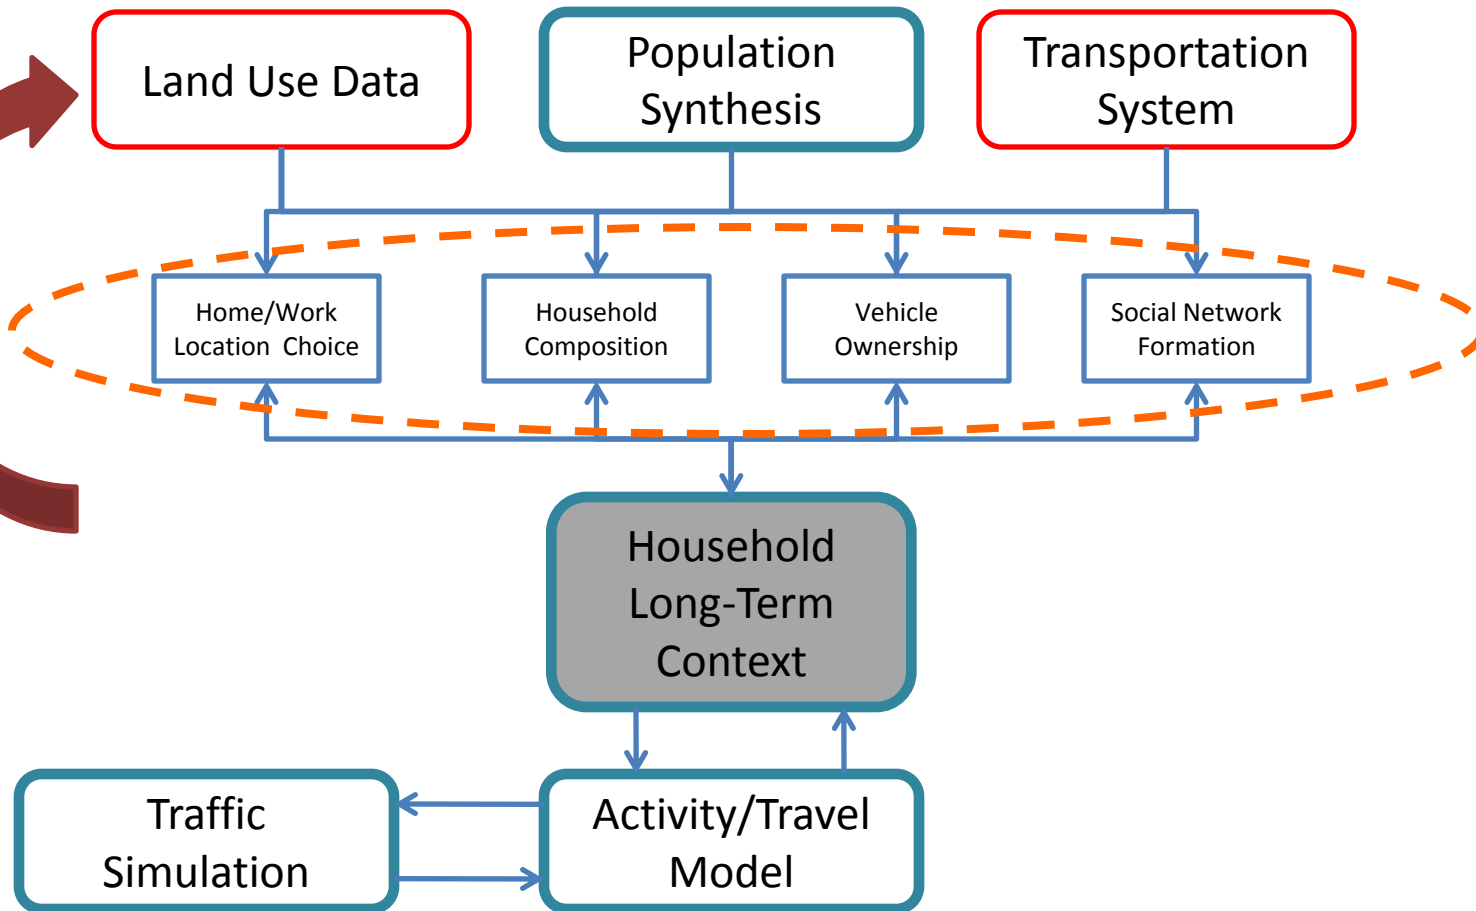 Land Use Data
Population
Synthesis
Transportation
System
Home/Work
Location Choice
Household
Composition
Vehicle
Ownership
Social Network
Formation
Household
Long-Term
Context
Traffic
Simulation
Activity/Travel
Model